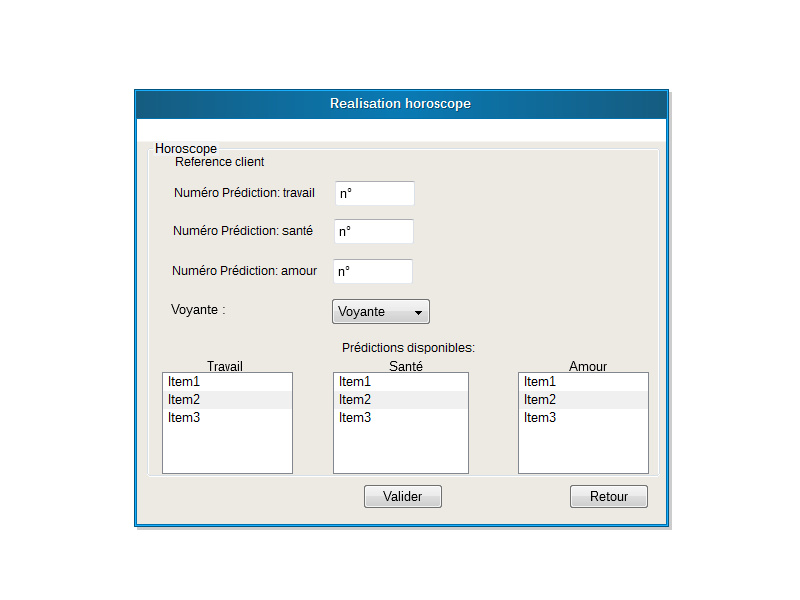 Realisation horoscope
Horoscope
Reference client
Numéro Prédiction: travail n°
Numéro Prédiction: santé n°
Numéro Prédiction: amour n°
Voyante : Voyante
Prédictions disponibles:
Travail Santé Amour
Item1 Item1 Item1
Item2 Item2 Item2
Item3 Item3 Item3
Valider Retour